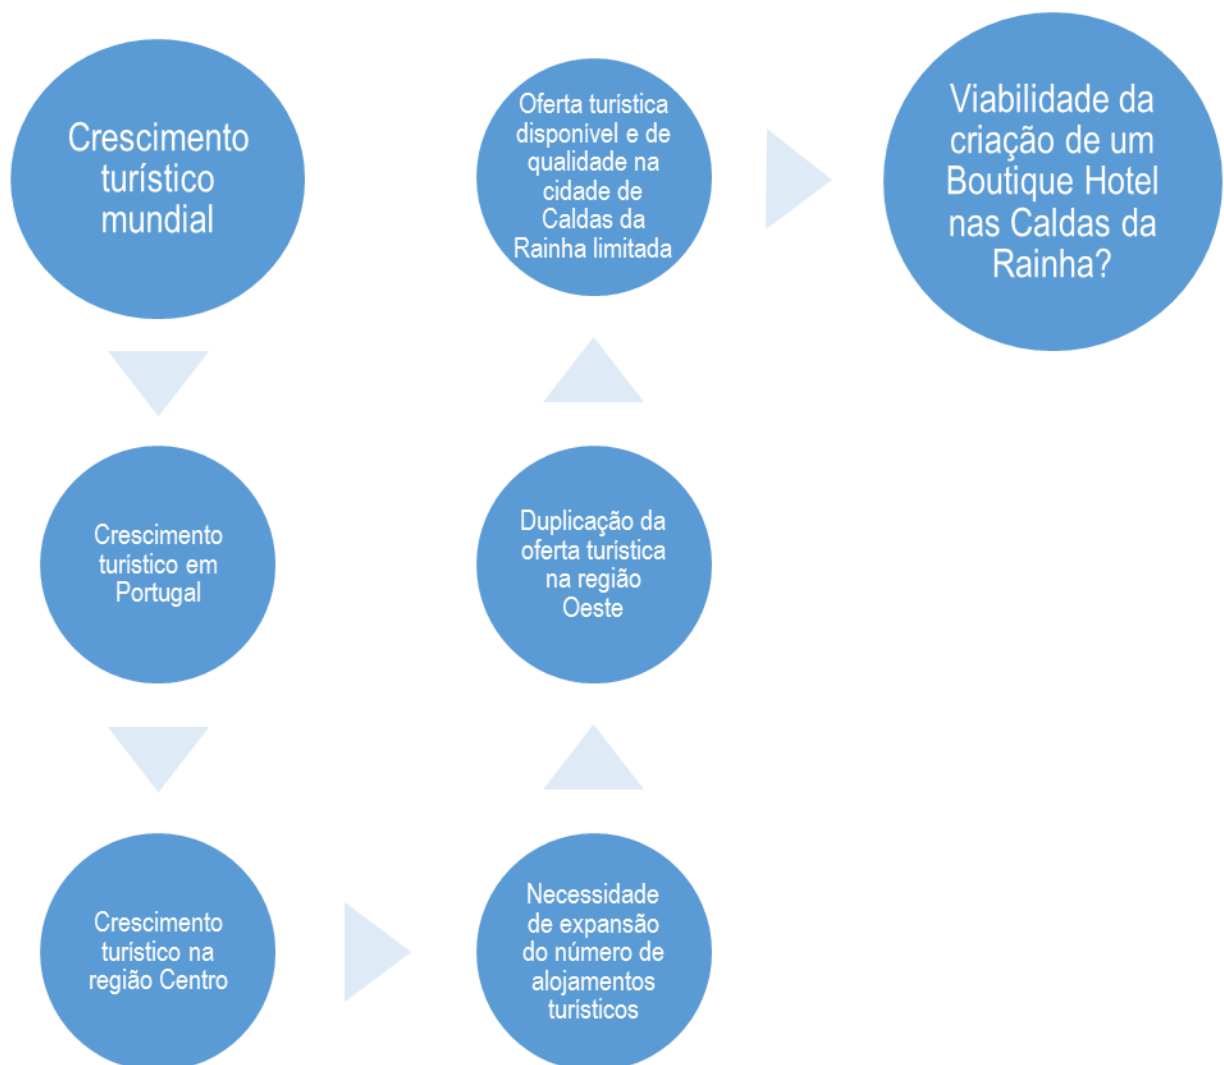 Crescimento
turístico
mundial
Crescimento
turístico em
Portugal
Crescimento
turístico na
região Centro
Necessidade
de expansão
do número de
alojamentos
turísticos
Duplicação da
oferta turística
na região
Oeste
Oferta turística
disponível e de
qualidade na
cidade de
Caldas da
Rainha limitada
Viabilidade da
criação de um
Boutique Hotel
nas Caldas da
Rainha?